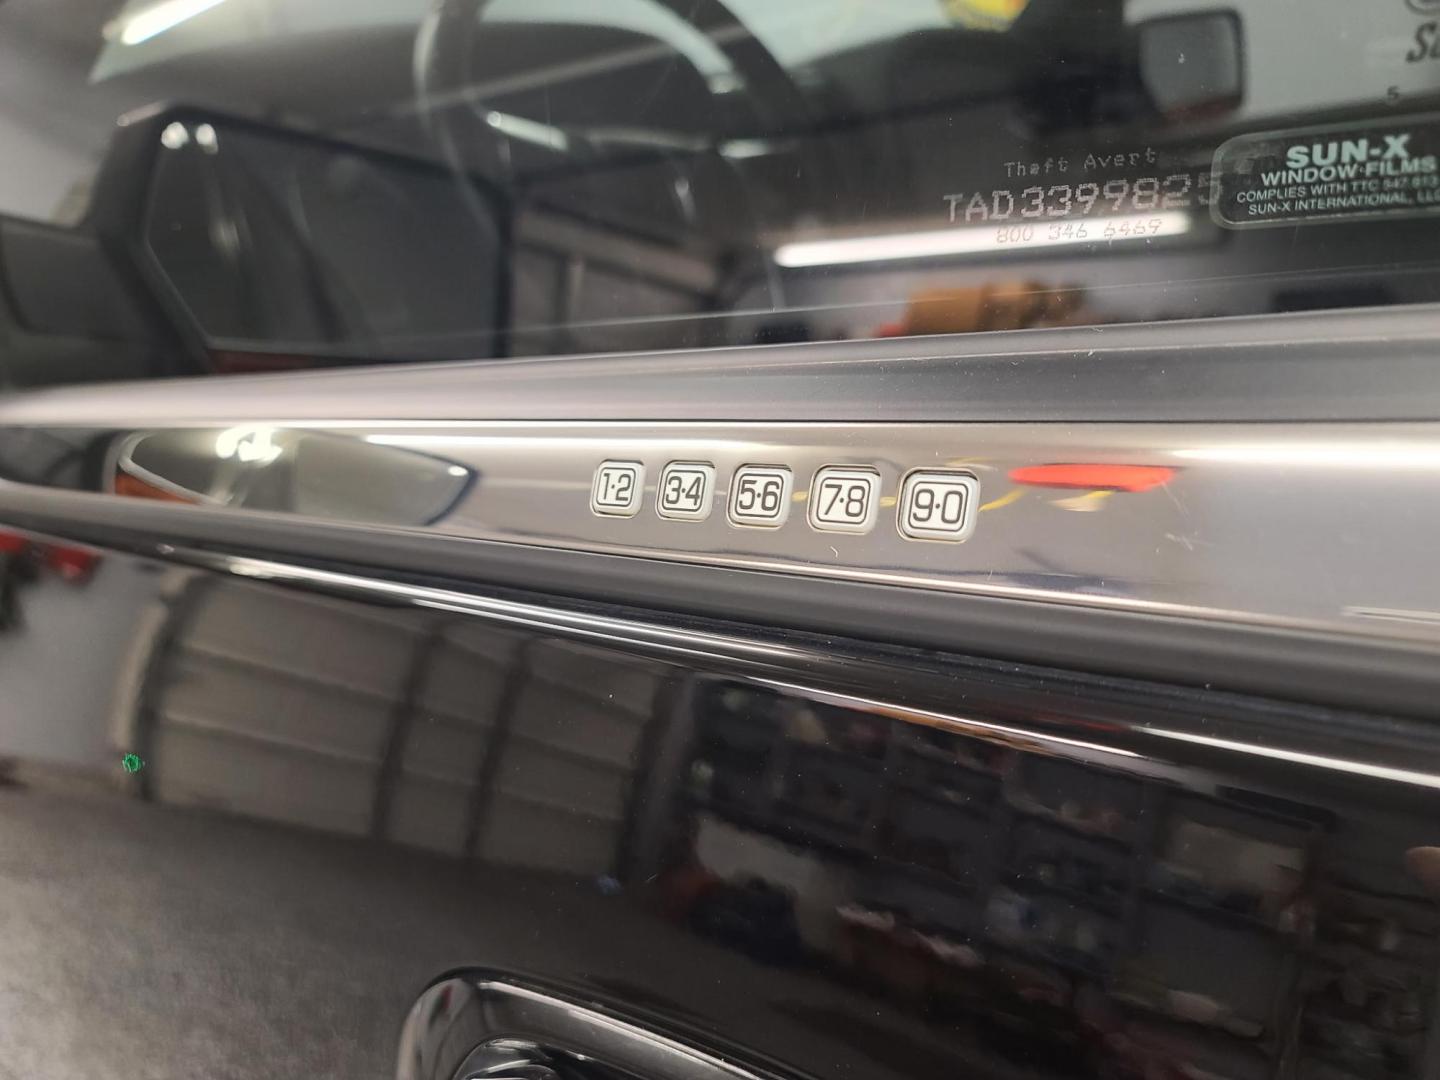 Theft Avert
TAD3399825
800 346 6469
SUN-X
WINDOW·FILMS
COMPLIES WITH TTC 547.613
SUN-X INTERNATIONAL, LLC
5
1·2
3·4
5·6
7·8
9·0